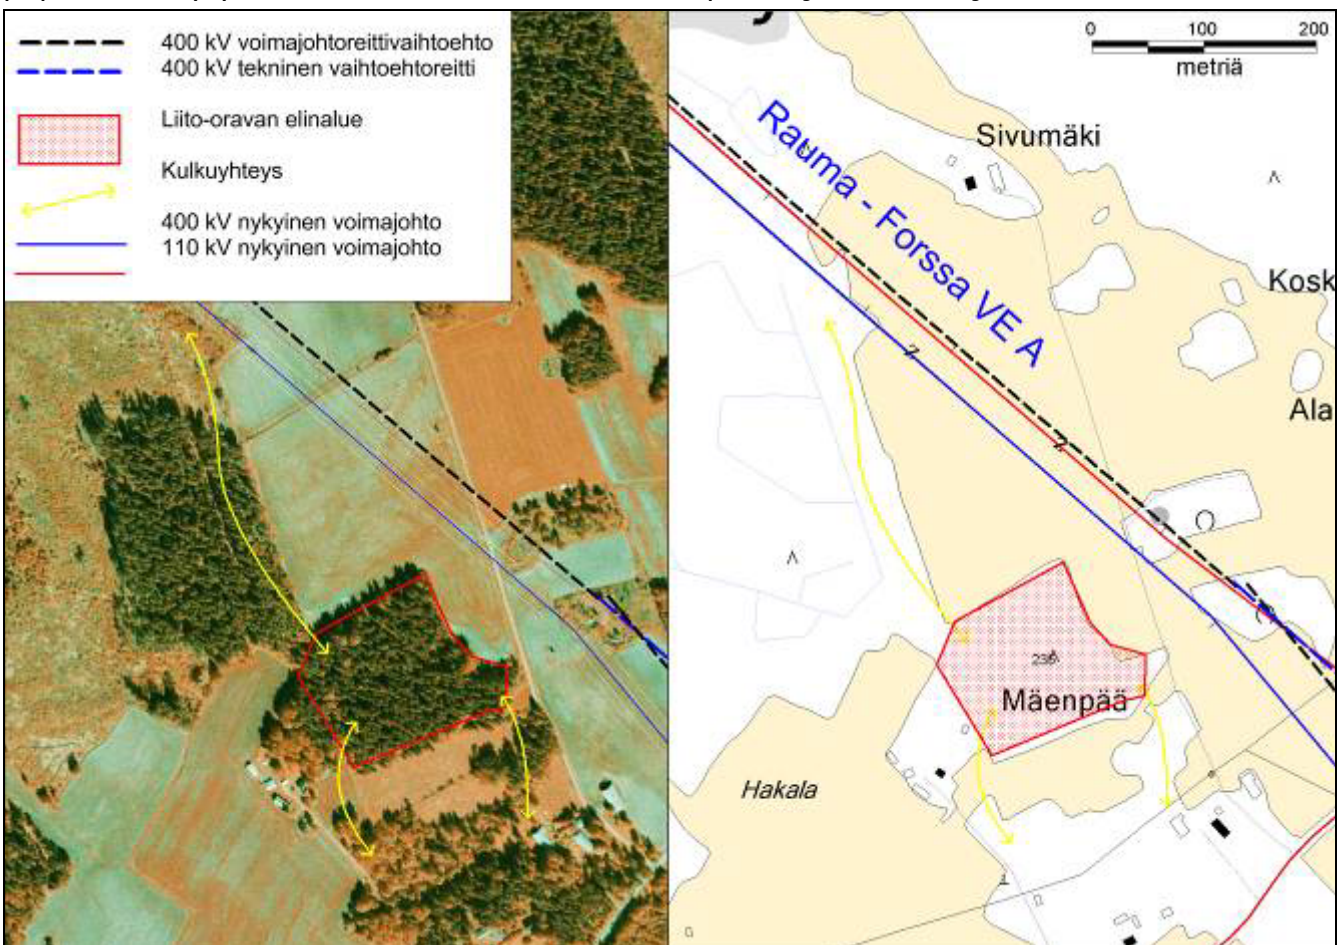 400 kV voimajohtoreittivaihtoehto
400 kV tekninen vaihtoehtoreitti
Liito-oravan elinalue
Kulkuyhteys
400 kV nykyinen voimajohto
110 kV nykyinen voimajohto
0 100 200
metriä
Sivumäki
Rauma - Forssa VE A
Kosk
Ala
Mäenpää
Hakala